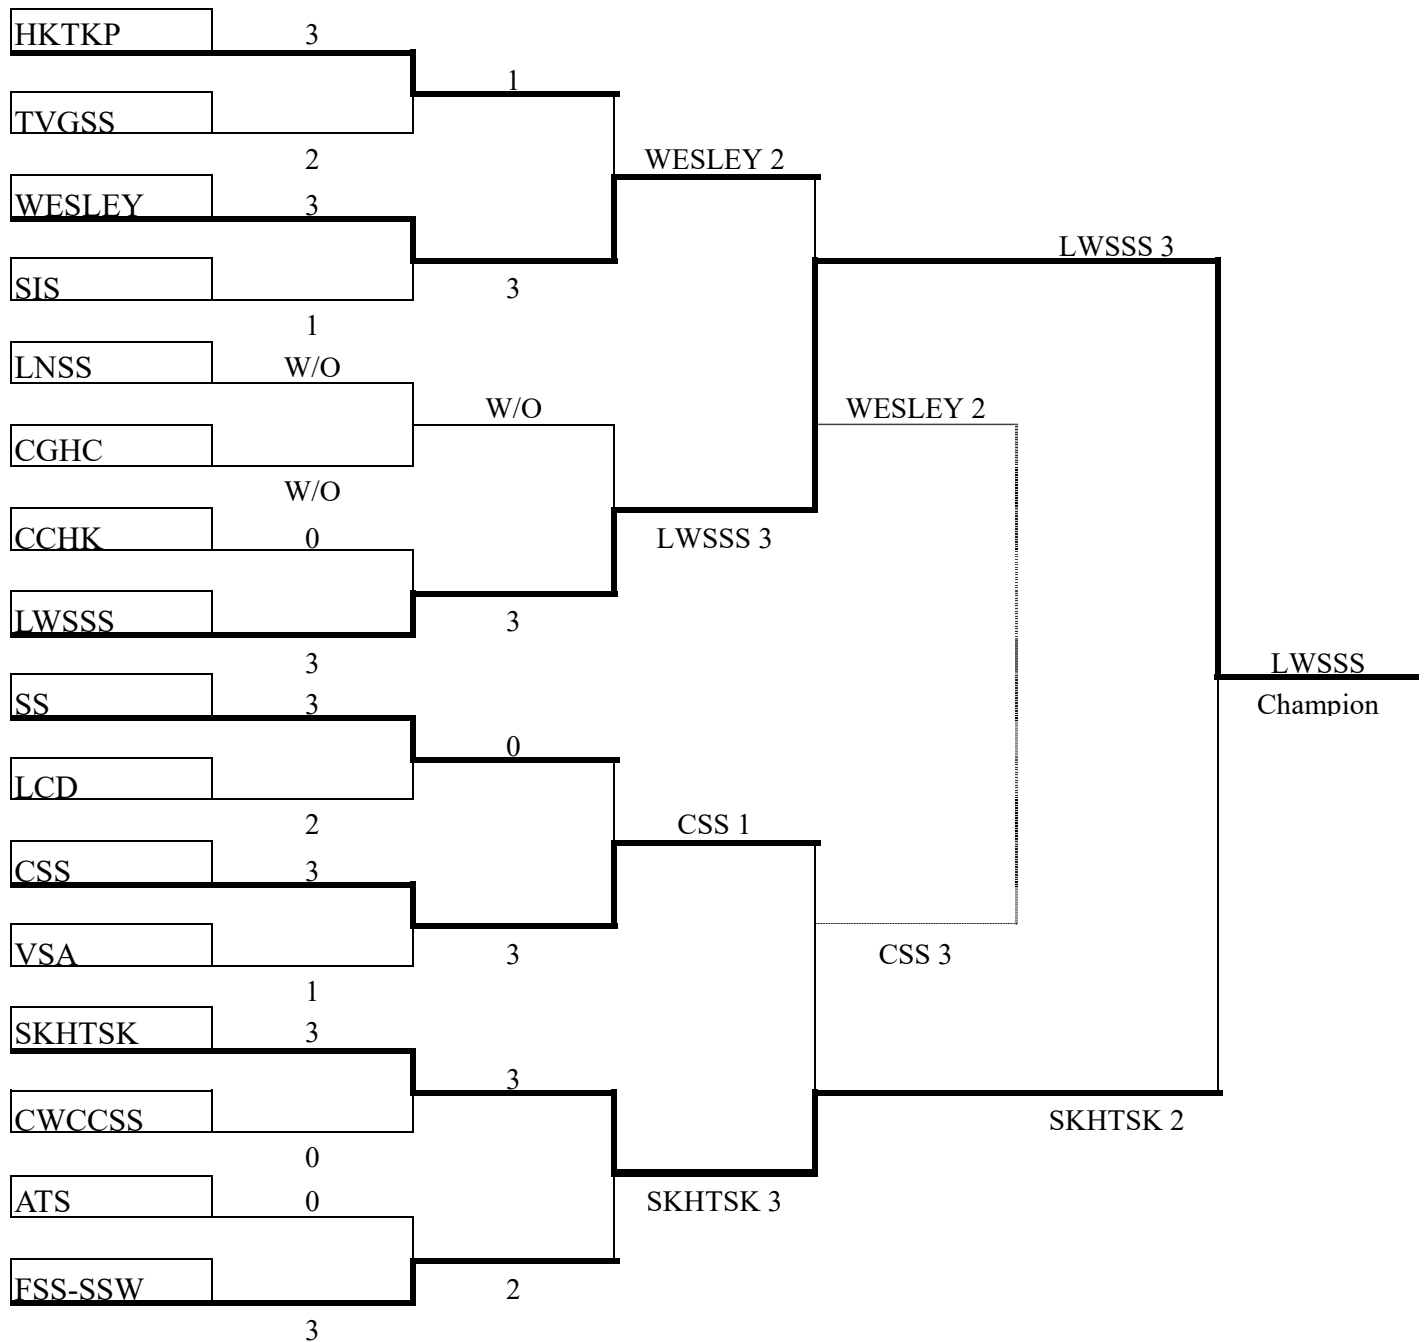 HKTKP 3
1
TVGSS
2 WESLEY 2
WESLEY 3
LWSSS 3
SIS 3
1
LNSS W/O
W/O WESLEY 2
CGHC
W/O
CCHK 0 LWSSS 3
LWSSS 3
3 LWSSS
SS 3 Champion
0
LCD
2 CSS 1
CSS 3
VSA 3 CSS 3
1
SKHTSK 3
3
CWCCSS SKHTSK 2
0
ATS 0 SKHTSK 3
FSS-SSW 2
3